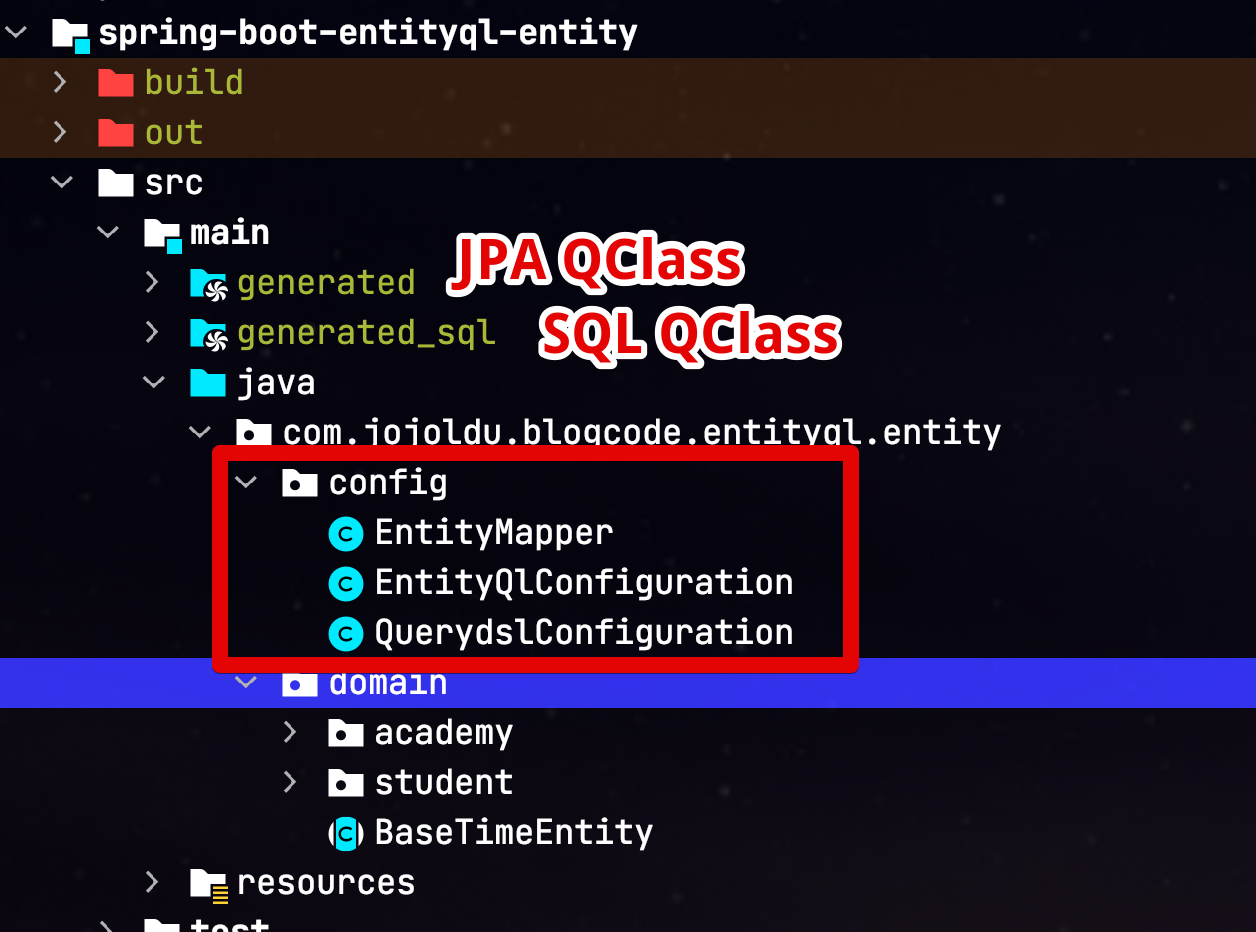 spring-boot-entityql-entity
build
out
src
main
generated
JPA QClass
generated_sql
SQL QClass
java
com.jojoldu.blogcode.entityql.entity
config
EntityMapper
EntityQlConfiguration
QuerydslConfiguration
domain
academy
student
BaseTimeEntity
resources
test